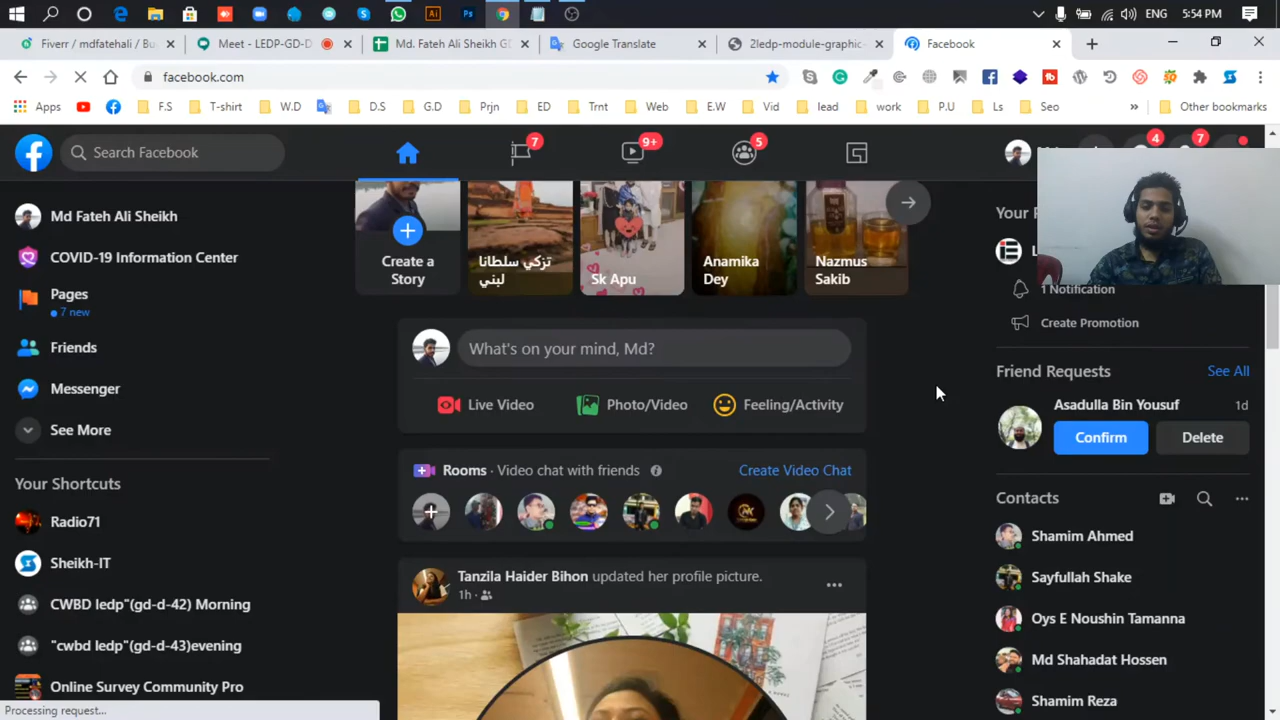 ENG 5:54 PM
Fiverr / mdfatehali / Bu
Meet - LEDP-GD-D
Md. Fateh Ali Sheikh GD
Google Translate
2ledp-module-graphic-
Facebook
facebook.com
Apps
F.S
T-shirt
W.D
D.S
G.D
Prjn
ED
Trnt
Web
E.W
Vid
lead
work
P.U
Ls
Seo
Other bookmarks
Search Facebook
7
9+
5
4
7
Md Fateh Ali Sheikh
COVID-19 Information Center
Pages
7 new
Friends
Messenger
See More
Your Shortcuts
Radio71
Sheikh-IT
CWBD ledp"(gd-d-42) Morning
"cwbd ledp"(gd-d-43)evening
Online Survey Community Pro
Processing request...
Create a
Story
تزكي سلطانا
لبني
Sk Apu
Anamika
Dey
Nazmus
Sakib
What's on your mind, Md?
Live Video
Photo/Video
Feeling/Activity
Rooms · Video chat with friends
Create Video Chat
Tanzila Haider Bihon updated her profile picture.
1h ·
Your
1 Notification
Create Promotion
Friend Requests
See All
Asadulla Bin Yousuf 1d
Confirm
Delete
Contacts
Shamim Ahmed
Sayfullah Shake
Oys E Noushin Tamanna
Md Shahadat Hossen
Shamim Reza